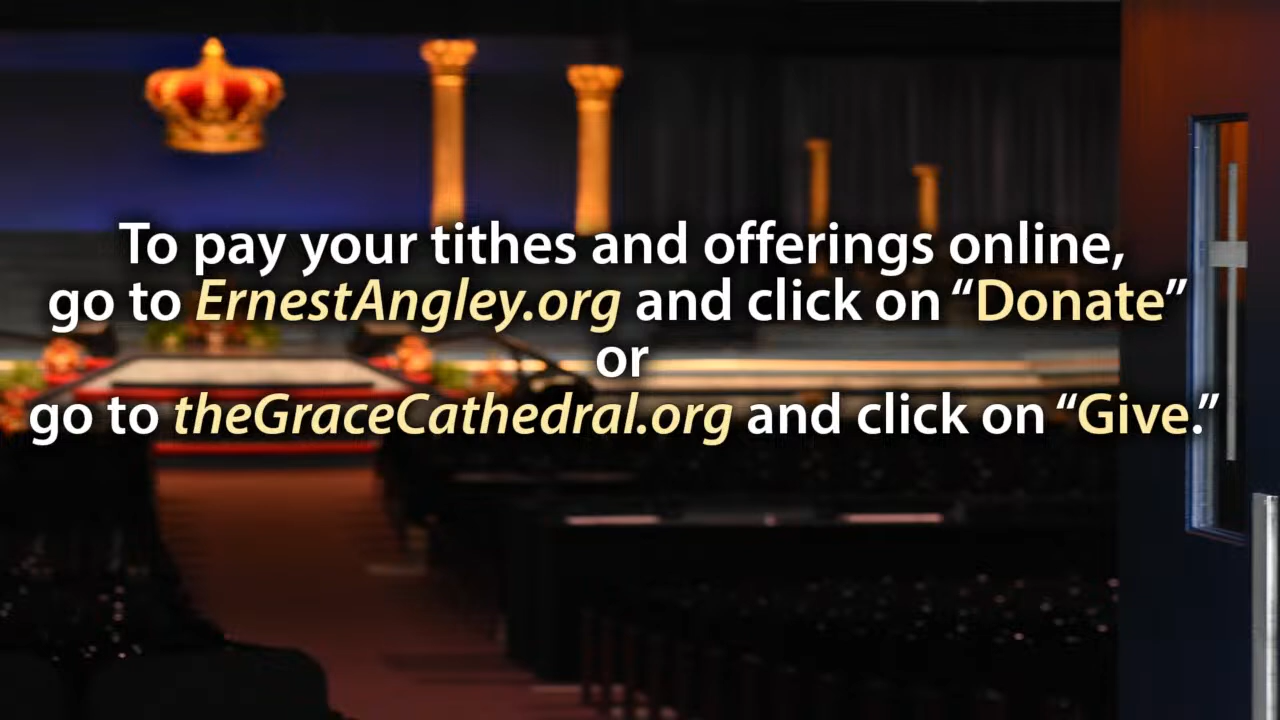 To pay your tithes and offerings online,
go to ErnestAngley.org and click on “Donate”
or
go to theGraceCathedral.org and click on “Give.”